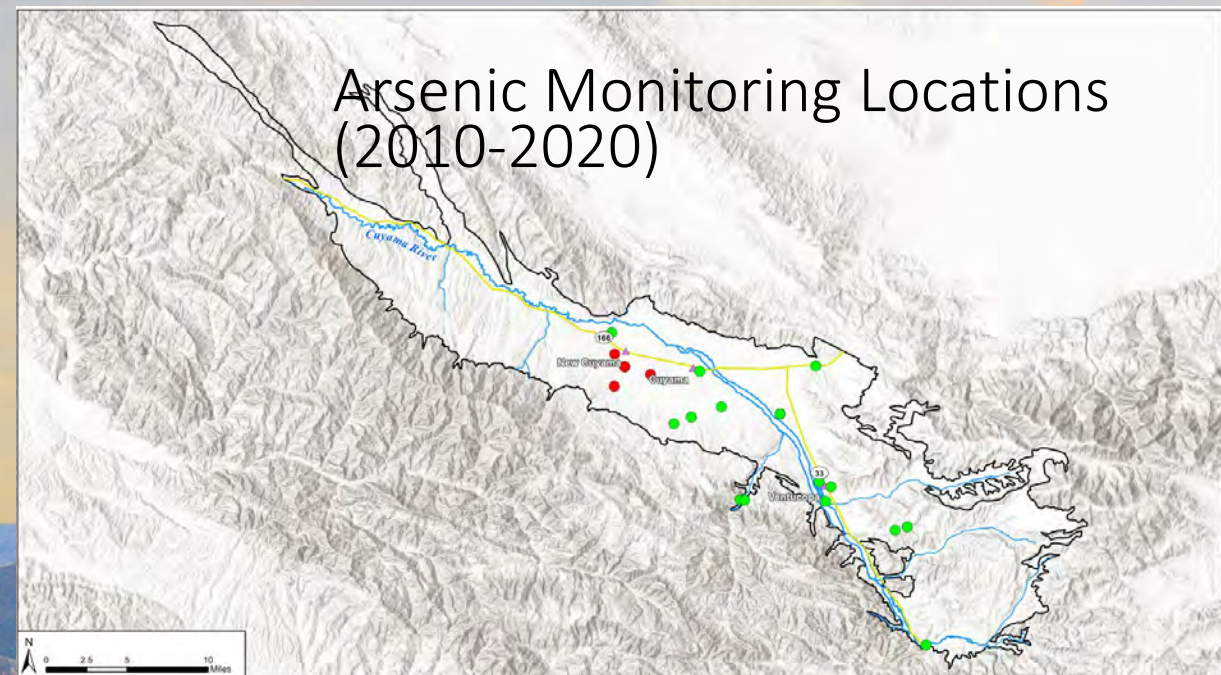 Arsenic Monitoring Locations
(2010-2020)
Cuyama River
166
New Cuyama
Cuyama
33
Ventucopa
N
0 2.5 5 10
Miles